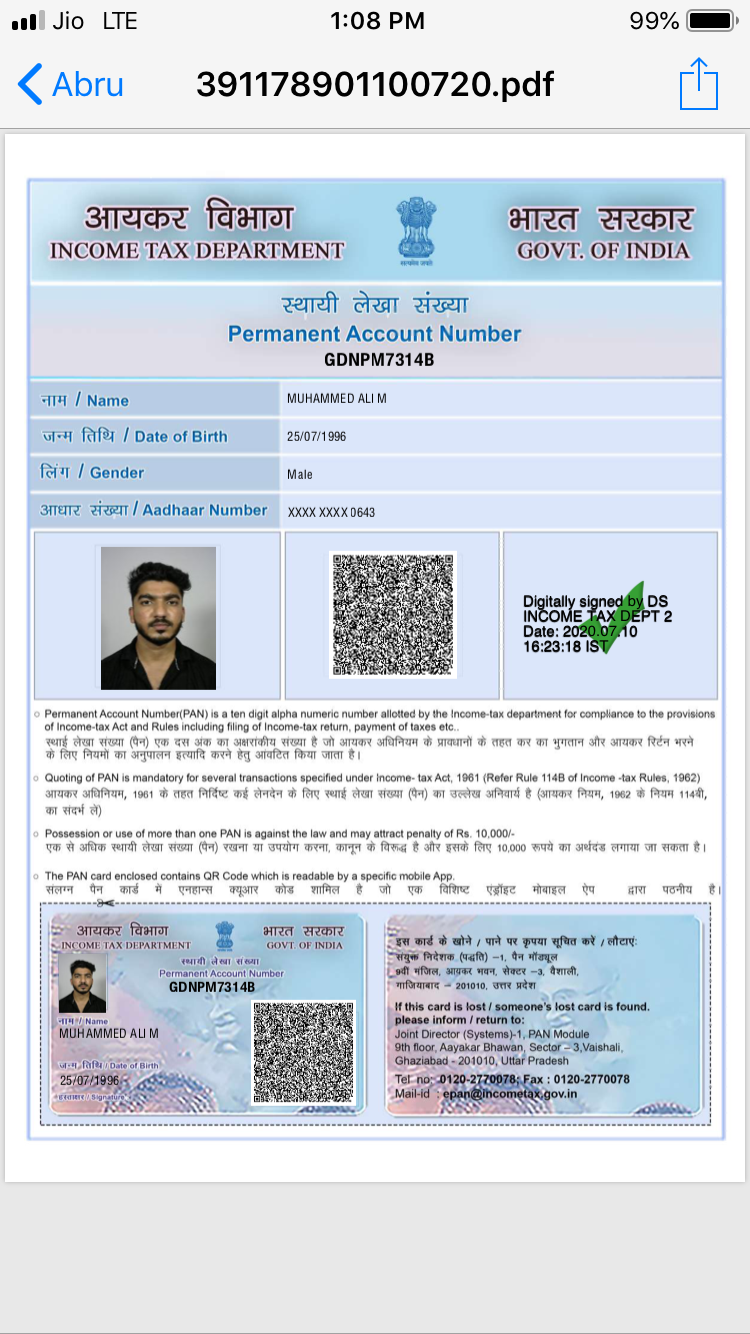 Jio LTE 1:08 PM 99%
Abru 391178901100720.pdf
आयकर विभाग भारत सरकार
INCOME TAX DEPARTMENT GOVT. OF INDIA
सत्यमेव जयते
स्थायी लेखा संख्या
Permanent Account Number
GDNPM7314B
नाम / Name MUHAMMED ALI M
जन्म तिथि / Date of Birth 25/07/1996
लिंग / Gender Male
आधार संख्या / Aadhaar Number XXXX XXXX 0643
Digitally signed by DS
INCOME TAX DEPT 2
Date: 2020.07.10
16:23:18 IST
Permanent Account Number(PAN) is a ten digit alpha numeric number allotted by the Income-tax department for compliance to the provisions
of Income-tax Act and Rules including filing of Income-tax return, payment of taxes etc..
स्थाई लेखा संख्या (पैन) एक दस अंक का अक्षरांकीय संख्या है जो आयकर अधिनियम के प्रावधानों के तहत कर का भुगतान और आयकर रिर्टन भरने
के लिए नियमों का अनुपालन इत्यादि करने हेतु आवंटित किया जाता है।
Quoting of PAN is mandatory for several transactions specified under Income- tax Act, 1961 (Refer Rule 114B of Income -tax Rules, 1962)
आयकर अधिनियम, 1961 के तहत निर्दिष्ट कई लेनदेन के लिए स्थाई लेखा संख्या (पैन) का उल्लेख अनिवार्य है (आयकर नियम, 1962 के नियम 114बी,
का संदर्भ लें)
Possession or use of more than one PAN is against the law and may attract penalty of Rs. 10,000/-
एक से अधिक स्थायी लेखा संख्या (पैन) रखना या उपयोग करना, कानून के विरूद्ध है और इसके लिए 10,000 रूपये का अर्थदंड लगाया जा सकता है।
The PAN card enclosed contains QR Code which is readable by a specific mobile App.
संलग्न पैन कार्ड में एनहान्स क्यूआर कोड शामिल है जो एक विशिष्ट एंड्रॉइट मोबाइल ऐप द्वारा पठनीय है।
आयकर विभाग भारत सरकार
INCOME TAX DEPARTMENT GOVT. OF INDIA
स्थायी लेखा संख्या
Permanent Account Number
GDNPM7314B
नाम / Name
MUHAMMED ALI M
जन्म तिथि / Date of Birth
25/07/1996
हस्ताक्षर / Signature
इस कार्ड के खोने / पाने पर कृपया सूचित करें / लौटाएं:
संयुक्त निदेशक (पद्धति) –1, पैन मॉड्यूल
9वीं मंजिल, आयकर भवन, सेक्टर –3, वैशाली,
गाजियाबाद – 201010, उत्तर प्रदेश
If this card is lost / someone's lost card is found.
please inform / return to:
Joint Director (Systems)-1, PAN Module
9th floor, Aayakar Bhawan, Sector – 3,Vaishali,
Ghaziabad - 201010, Uttar Pradesh
Tel no: 0120-2770078; Fax : 0120-2770078
Mail-id : epan@incometax.gov.in